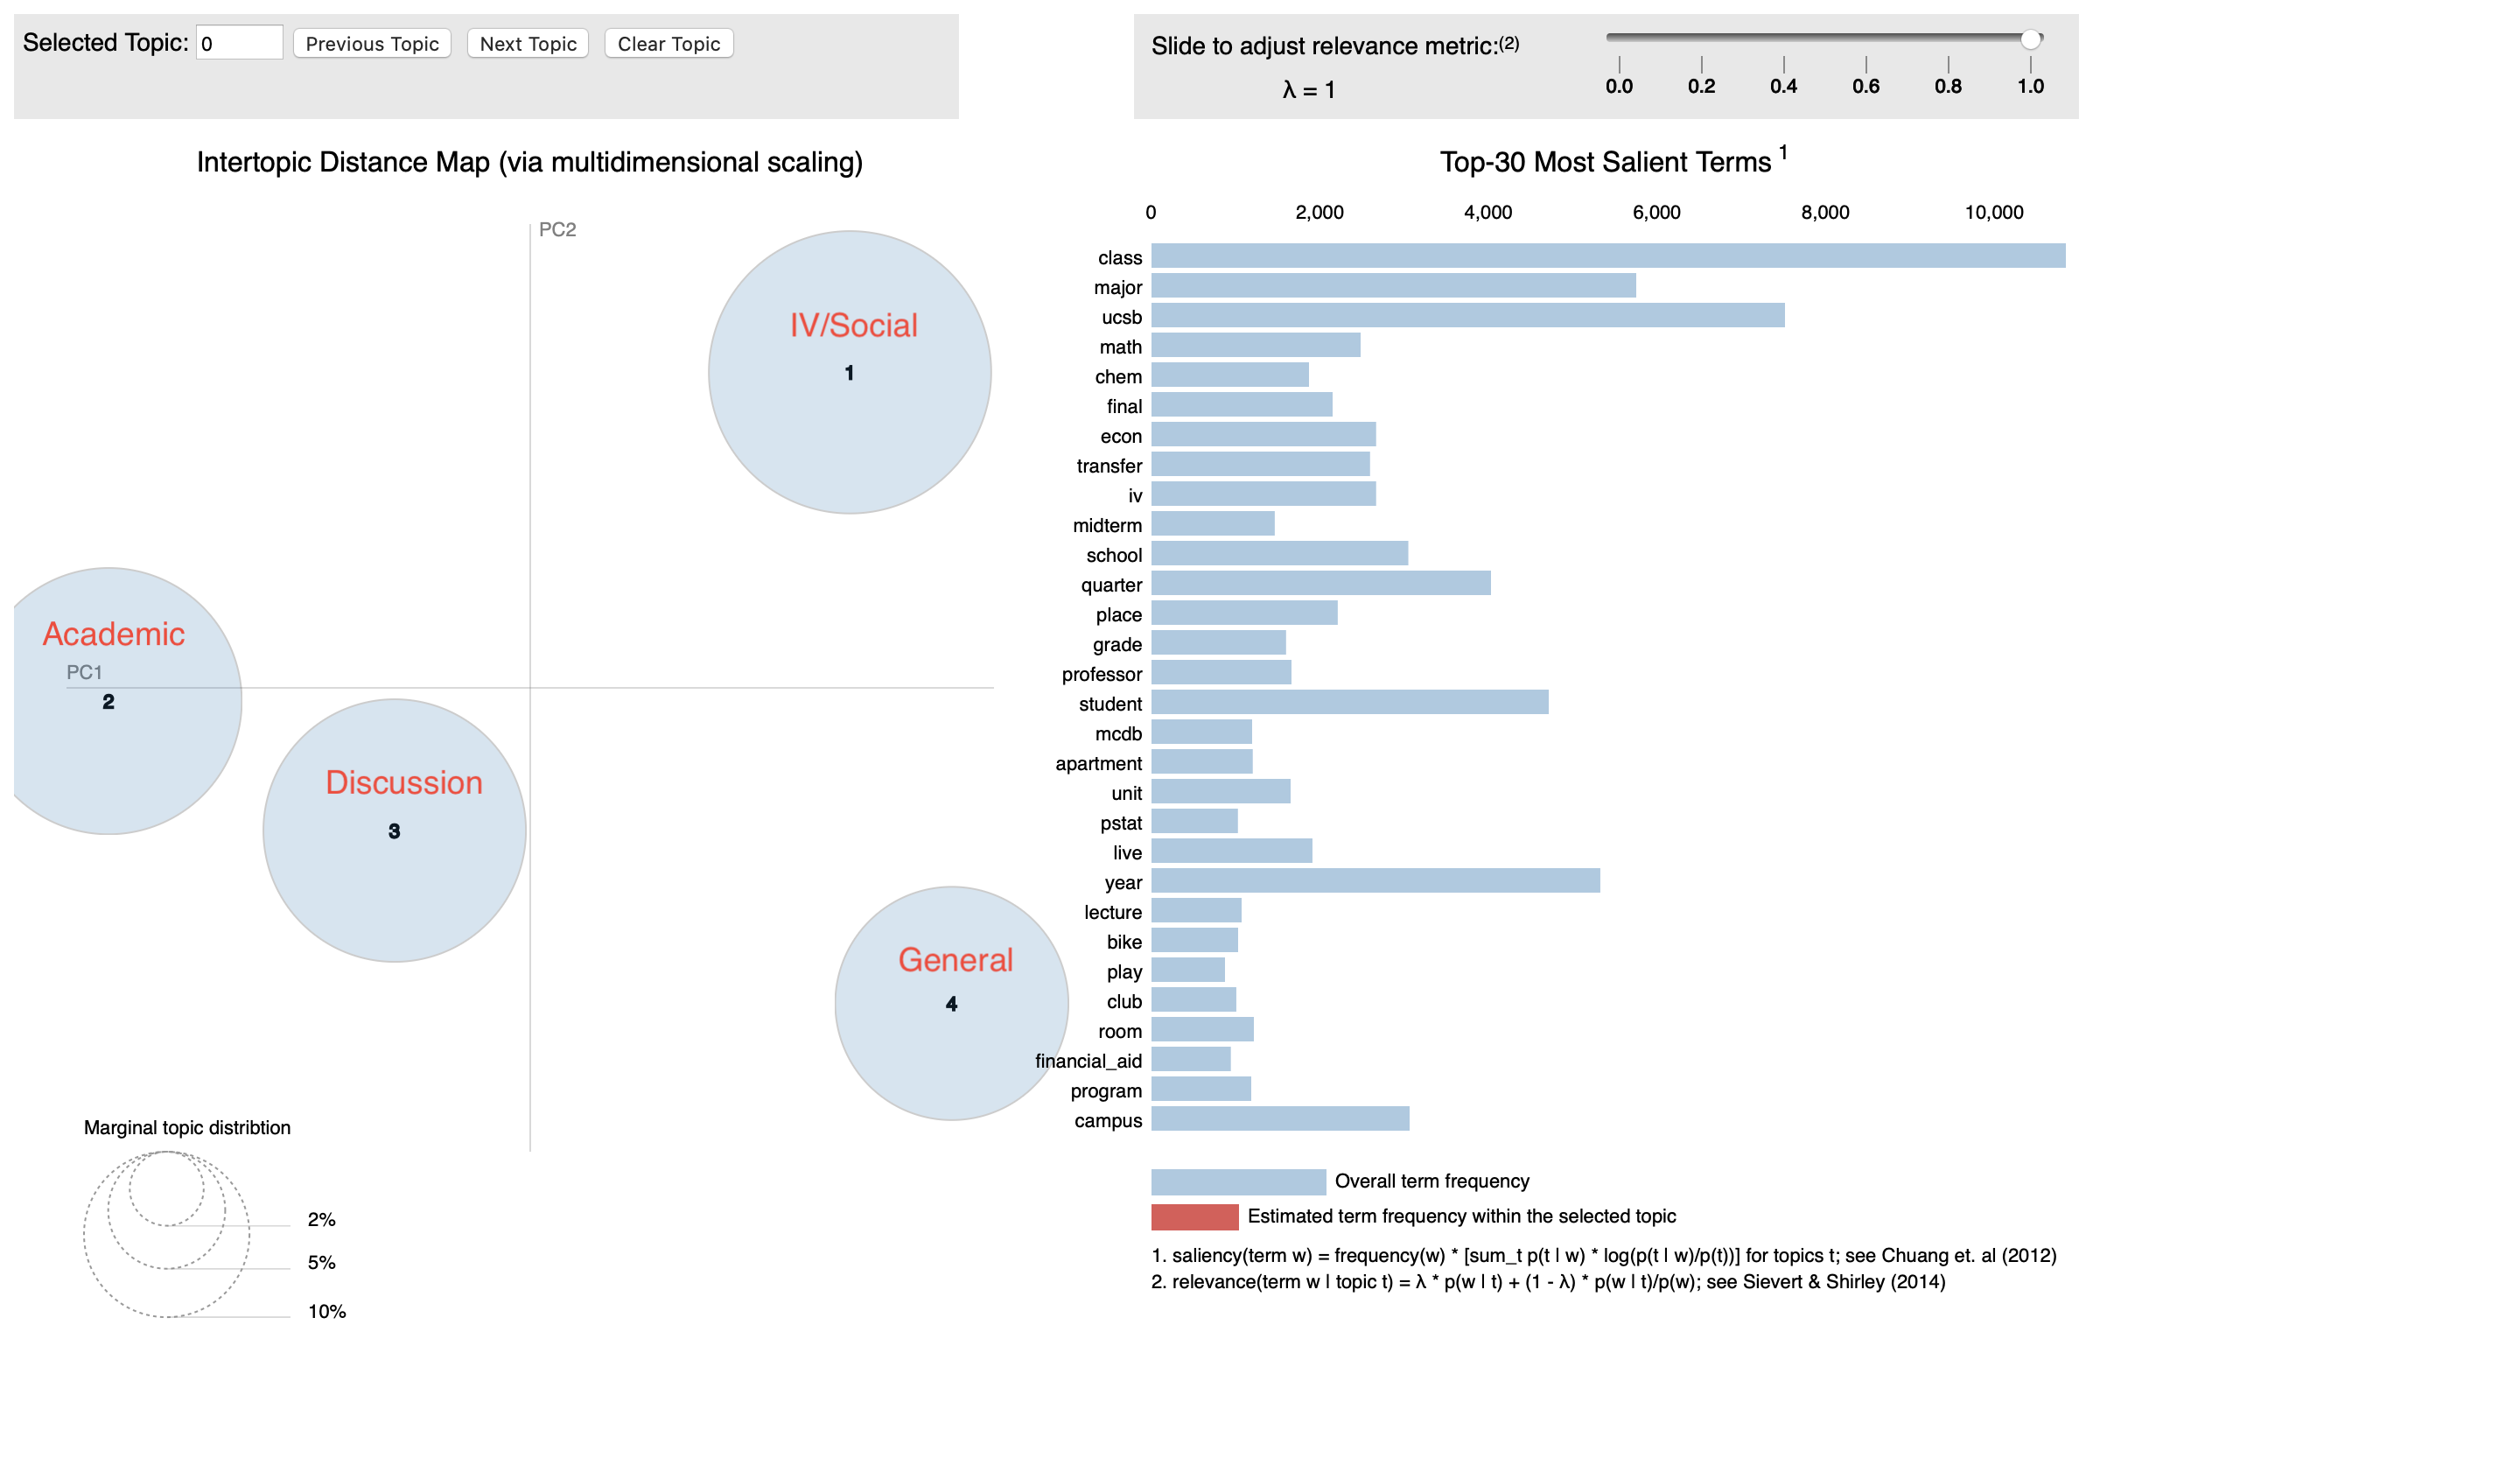 Selected Topic: 0 Previous Topic Next Topic Clear Topic
Slide to adjust relevance metric:(2)
λ = 1
0.0 0.2 0.4 0.6 0.8 1.0
Intertopic Distance Map (via multidimensional scaling)
PC2
IV/Social
1
Academic
PC1
2
Discussion
3
General
4
Marginal topic distribtion
2%
5%
10%
Top-30 Most Salient Terms 1
0 2,000 4,000 6,000 8,000 10,000
class
major
ucsb
math
chem
final
econ
transfer
iv
midterm
school
quarter
place
grade
professor
student
mcdb
apartment
unit
pstat
live
year
lecture
bike
play
club
room
financial_aid
program
campus
Overall term frequency
Estimated term frequency within the selected topic
1. saliency(term w) = frequency(w) * [sum_t p(t | w) * log(p(t | w)/p(t))] for topics t; see Chuang et. al (2012)
2. relevance(term w | topic t) = λ * p(w | t) + (1 - λ) * p(w | t)/p(w); see Sievert & Shirley (2014)